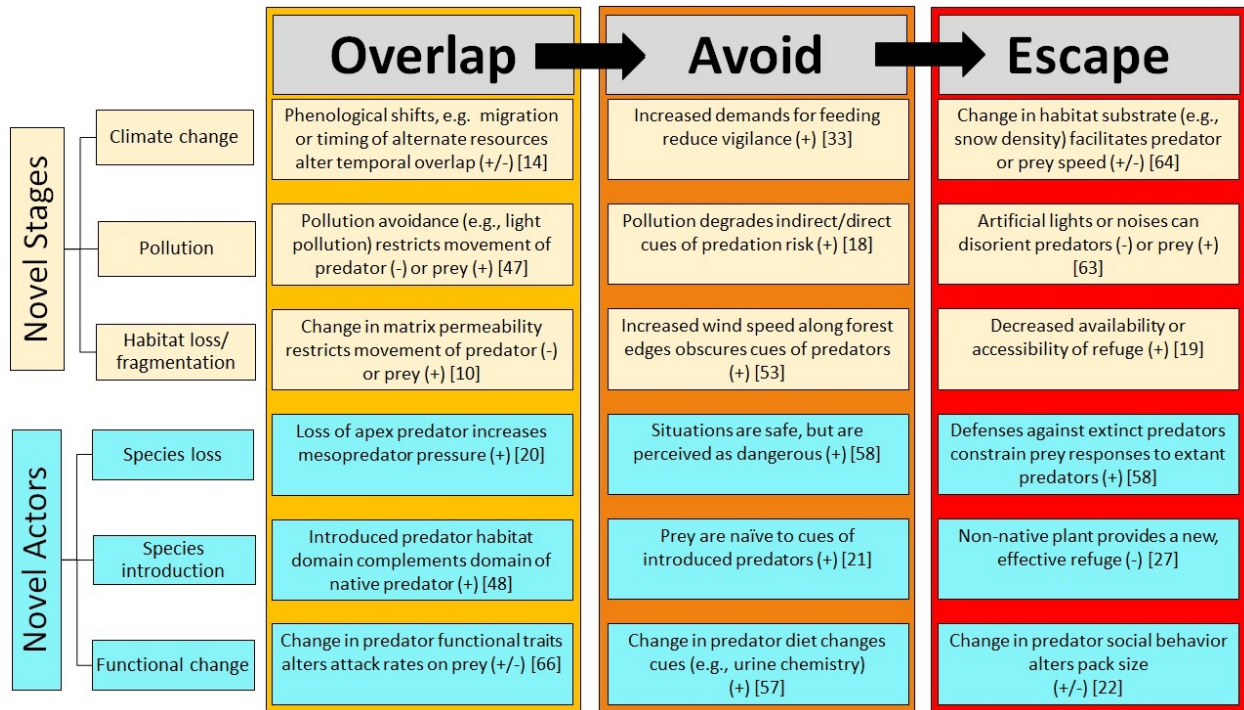 Overlap
Avoid
Escape
Novel Stages
Climate change
Phenological shifts, e.g. migration
or timing of alternate resources
alter temporal overlap (+/-) [14]
Increased demands for feeding
reduce vigilance (+) [33]
Change in habitat substrate (e.g.,
snow density) facilitates predator
or prey speed (+/-) [64]
Pollution
Pollution avoidance (e.g., light
pollution) restricts movement of
predator (-) or prey (+) [47]
Pollution degrades indirect/direct
cues of predation risk (+) [18]
Artificial lights or noises can
disorient predators (-) or prey (+)
[63]
Habitat loss/
fragmentation
Change in matrix permeability
restricts movement of predator (-)
or prey (+) [10]
Increased wind speed along forest
edges obscures cues of predators
(+) [53]
Decreased availability or
accessibility of refuge (+) [19]
Novel Actors
Species loss
Loss of apex predator increases
mesopredator pressure (+) [20]
Situations are safe, but are
perceived as dangerous (+) [58]
Defenses against extinct predators
constrain prey responses to extant
predators (+) [58]
Species
introduction
Introduced predator habitat
domain complements domain of
native predator (+) [48]
Prey are naïve to cues of
introduced predators (+) [21]
Non-native plant provides a new,
effective refuge (-) [27]
Functional change
Change in predator functional traits
alters attack rates on prey (+/-) [66]
Change in predator diet changes
cues (e.g., urine chemistry)
(+) [57]
Change in predator social behavior
alters pack size
(+/-) [22]